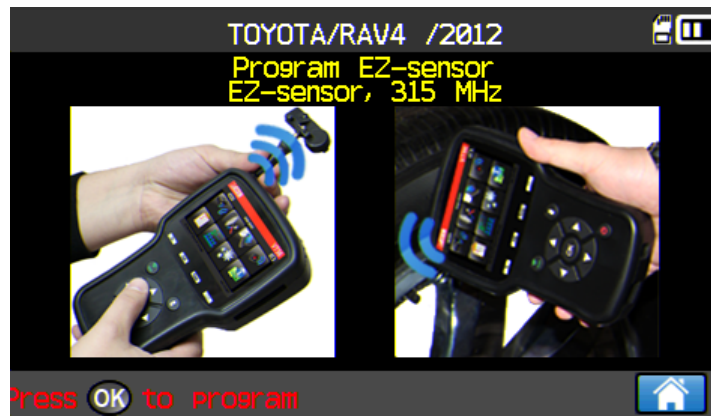 TOYOTA/RAV4 /2012
Program EZ-sensor
EZ-sensor, 315 MHz
Press OK to program